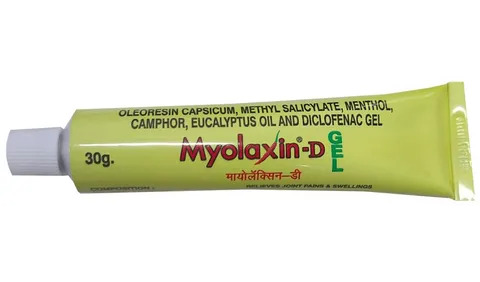 OLEORESIN CAPSICUM, METHYL SALICYLATE, MENTHOL,
CAMPHOR, EUCALYPTUS OIL AND DICLOFENAC GEL
30g.
Myolaxin®-D GEL
मायोलॅक्सिन–डी
RELIEVES JOINT PAINS & SWELLINGS
COMPOSITION